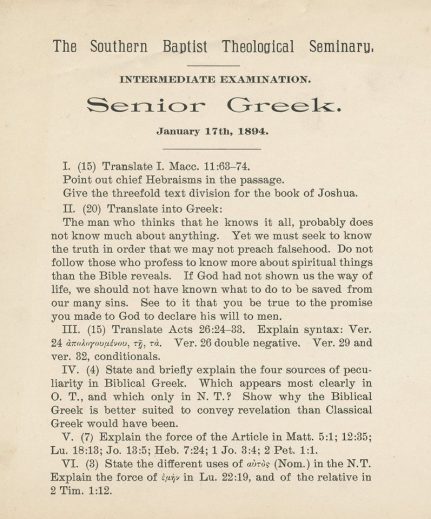 The Southern Baptist Theological Seminary.
INTERMEDIATE EXAMINATION.
Senior Greek.
January 17th, 1894.
I. (15) Translate I. Macc. 11:63–74.
Point out chief Hebraisms in the passage.
Give the threefold text division for the book of Joshua.
II. (20) Translate into Greek:
The man who thinks that he knows it all, probably does
not know much about anything. Yet we must seek to know
the truth in order that we may not preach falsehood. Do not
follow those who profess to know more about spiritual things
than the Bible reveals. If God had not shown us the way of
life, we should not have known what to do to be saved from
our many sins. See to it that you be true to the promise
you made to God to declare his will to men.
III. (15) Translate Acts 26:24–33. Explain syntax: Ver.
24 ἀπολογουμένου, τῇ, τὰ. Ver. 26 double negative. Ver. 29 and
ver. 32, conditionals.
IV. (4) State and briefly explain the four sources of pecu-
liarity in Biblical Greek. Which appears most clearly in
O. T., and which only in N. T.? Show why the Biblical
Greek is better suited to convey revelation than Classical
Greek would have been.
V. (7) Explain the force of the Article in Matt. 5:1; 12:35;
Lu. 18:13; Jo. 13:5; Heb. 7:24; 1 Jo. 3:4; 2 Pet. 1:1.
VI. (3) State the different uses of αὐτός (Nom.) in the N.T.
Explain the force of ἐμὴν in Lu. 22:19, and of the relative in
2 Tim. 1:12.